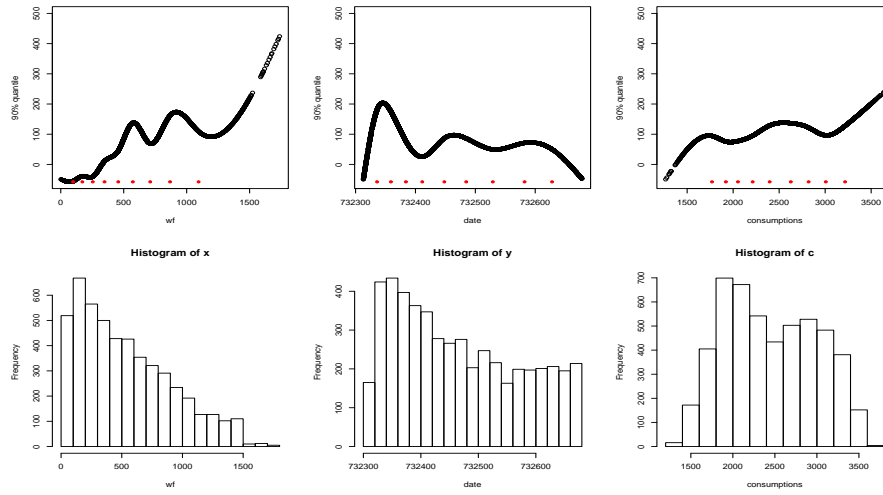 90% quantile
0 100 200 300 400 500
0 500 1000 1500
wf
90% quantile
0 100 200 300 400 500
732300 732400 732500 732600
date
90% quantile
0 100 200 300 400 500
1500 2000 2500 3000 3500
consumptions
Histogram of x
Frequency
0 100 200 300 400 500 600
0 500 1000 1500
wf
Histogram of y
Frequency
0 100 200 300 400
732300 732400 732500 732600
date
Histogram of c
Frequency
0 100 200 300 400 500 600 700
1500 2000 2500 3000 3500
consumptions